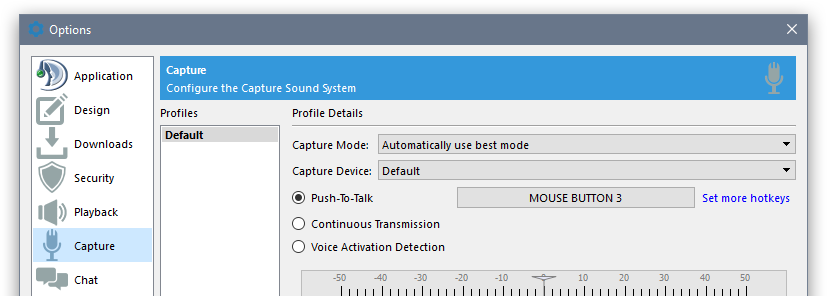 Options
Application
Design
Downloads
Security
Playback
Capture
Chat
Capture
Configure the Capture Sound System
Profiles
Default
Profile Details
Capture Mode: Automatically use best mode
Capture Device: Default
Push-To-Talk MOUSE BUTTON 3 Set more hotkeys
Continuous Transmission
Voice Activation Detection
-50 -40 -30 -20 -10 0 10 20 30 40 50